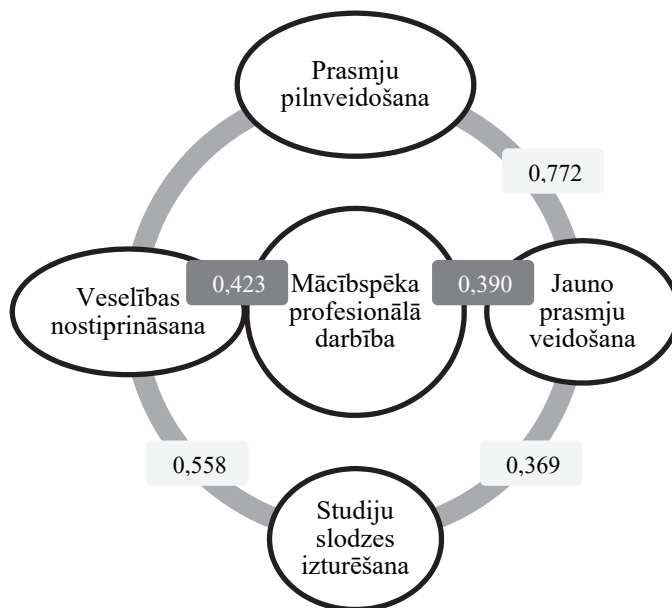 Prasmju
pilnveidošana
0,772
Veselības
nostiprināsana
0,423
Mācībspēka
profesionālā
darbība
0,390
Jauno
prasmju
veidošana
0,558
0,369
Studiju
slodzes
izturēšana